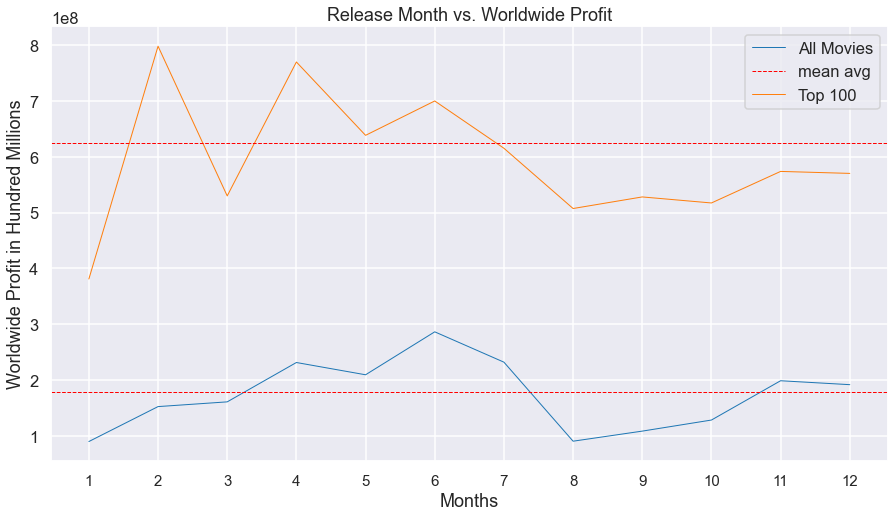 Release Month vs. Worldwide Profit
1e8
All Movies
mean avg
Top 100
Worldwide Profit in Hundred Millions
8
7
6
5
4
3
2
1
1 2 3 4 5 6 7 8 9 10 11 12
Months